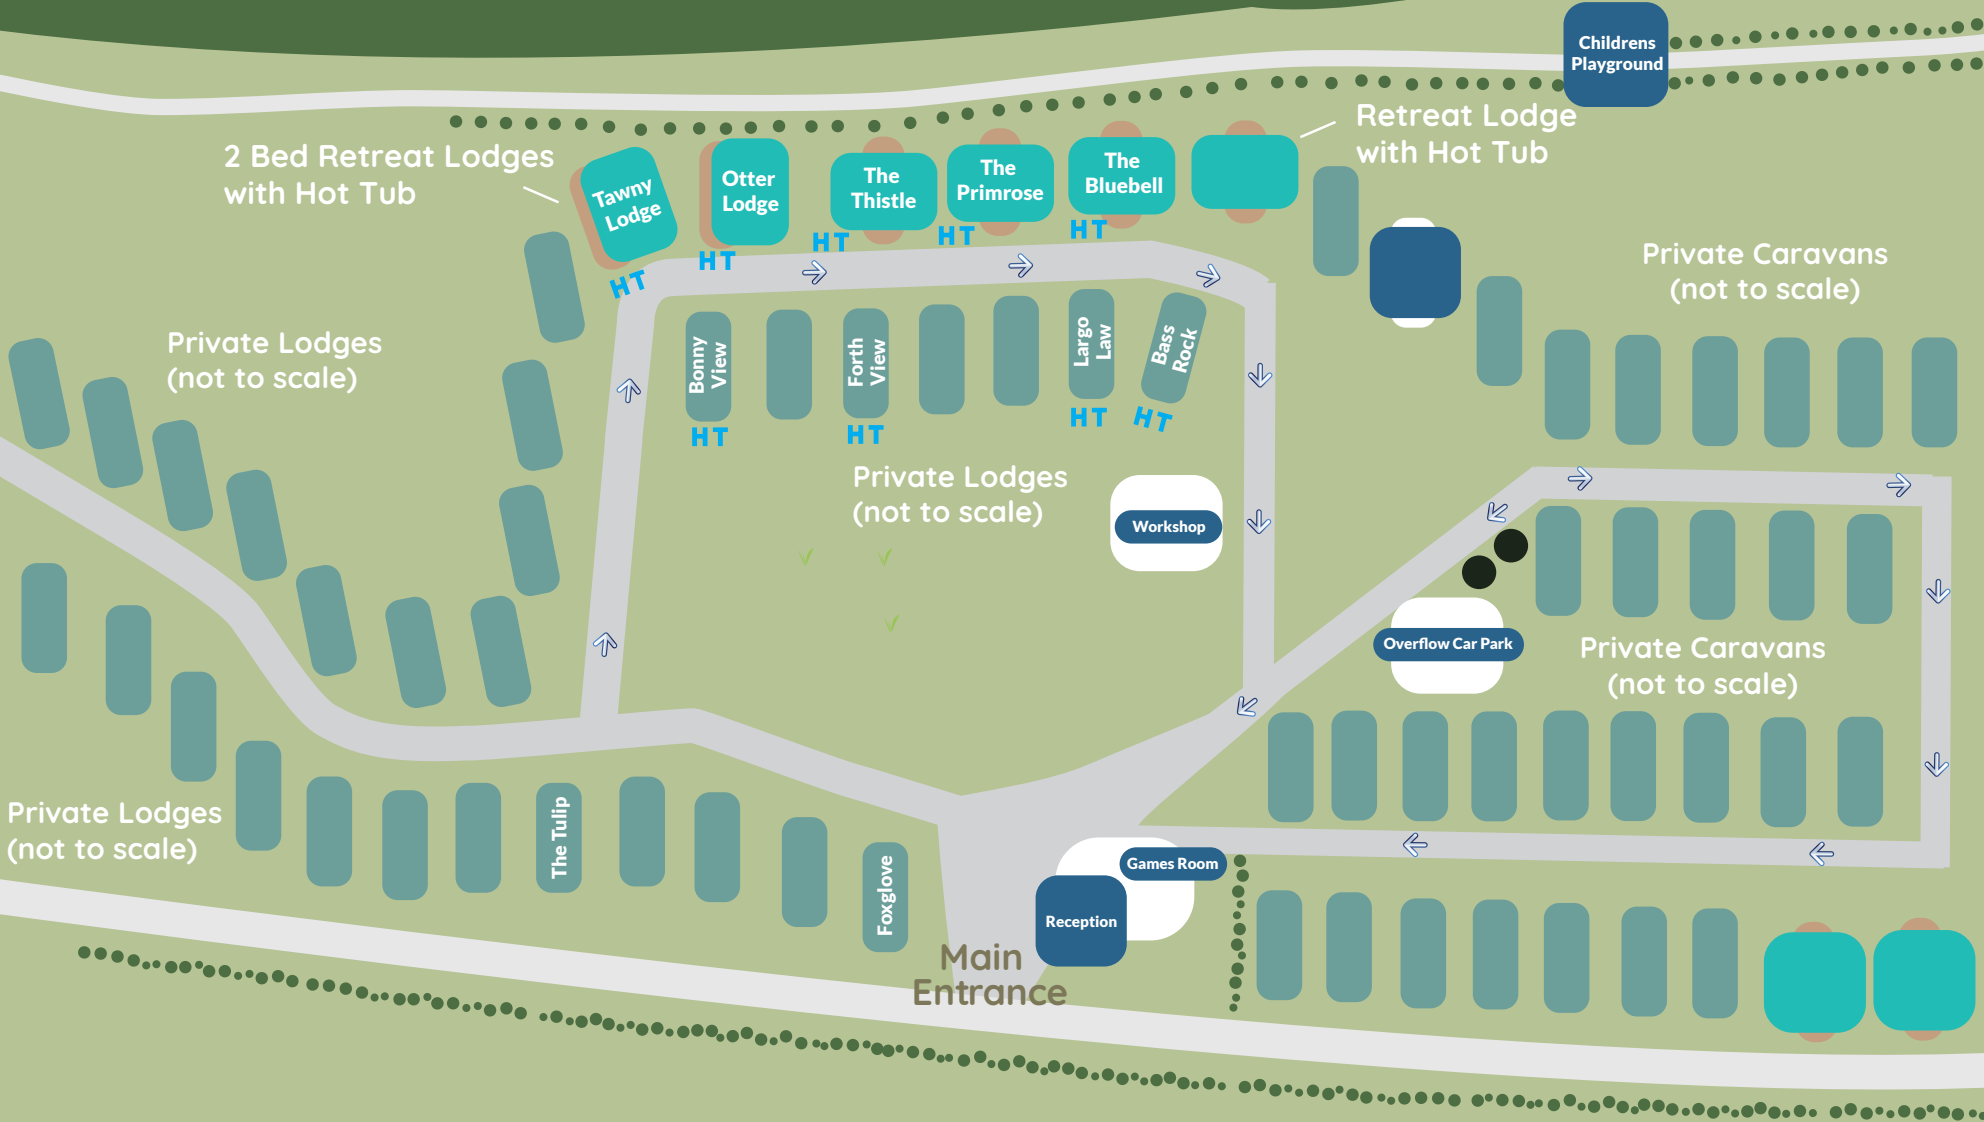 Childrens
Playground
Retreat Lodge
with Hot Tub
2 Bed Retreat Lodges
with Hot Tub
Tawny
Lodge
HT
Otter
Lodge
HT
The
Thistle
HT
The
Primrose
HT
The
Bluebell
HT
Private Caravans
(not to scale)
Private Lodges
(not to scale)
Bonny
View
HT
Forth
View
HT
Largo
Law
HT
Bass
Rock
HT
Private Lodges
(not to scale)
Workshop
Overflow Car Park
Private Caravans
(not to scale)
Private Lodges
(not to scale)
The Tulip
Foxglove
Games Room
Reception
Main
Entrance